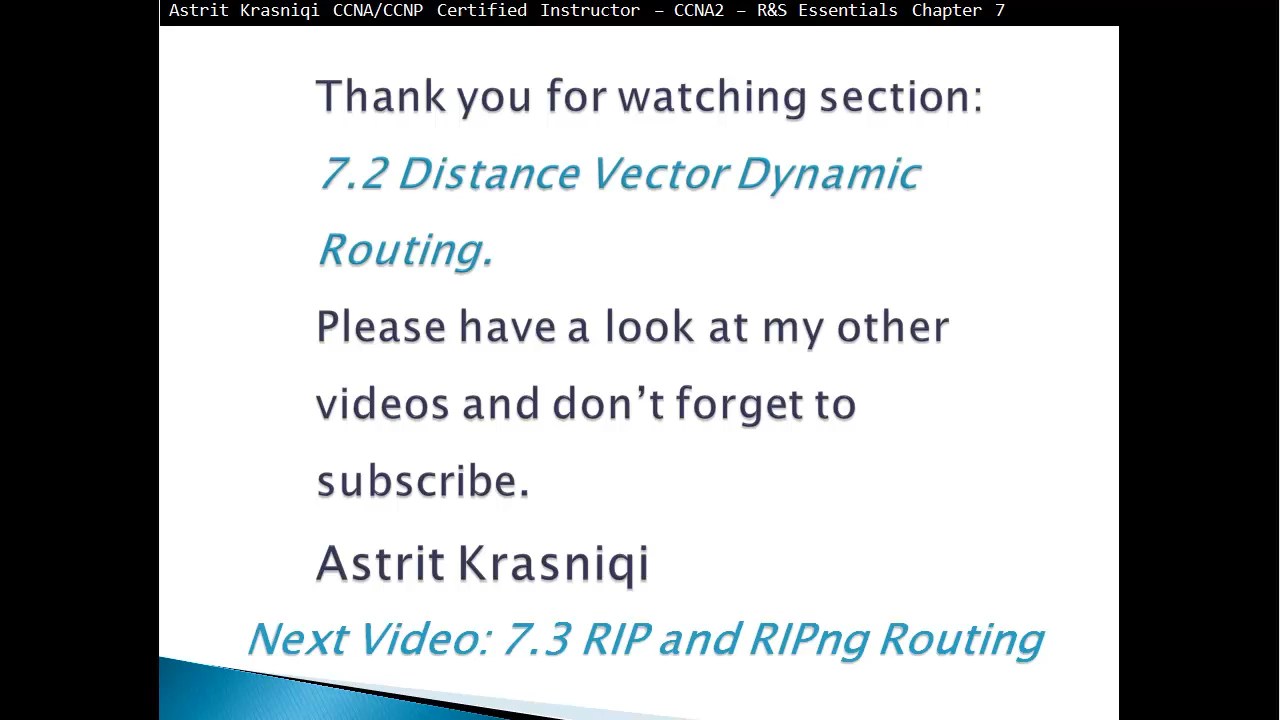 Astrit Krasniqi CCNA/CCNP Certified Instructor – CCNA2 – R&S Essentials Chapter 7
Thank you for watching section:
7.2 Distance Vector Dynamic
Routing.
Please have a look at my other
videos and don’t forget to
subscribe.
Astrit Krasniqi
Next Video: 7.3 RIP and RIPng Routing